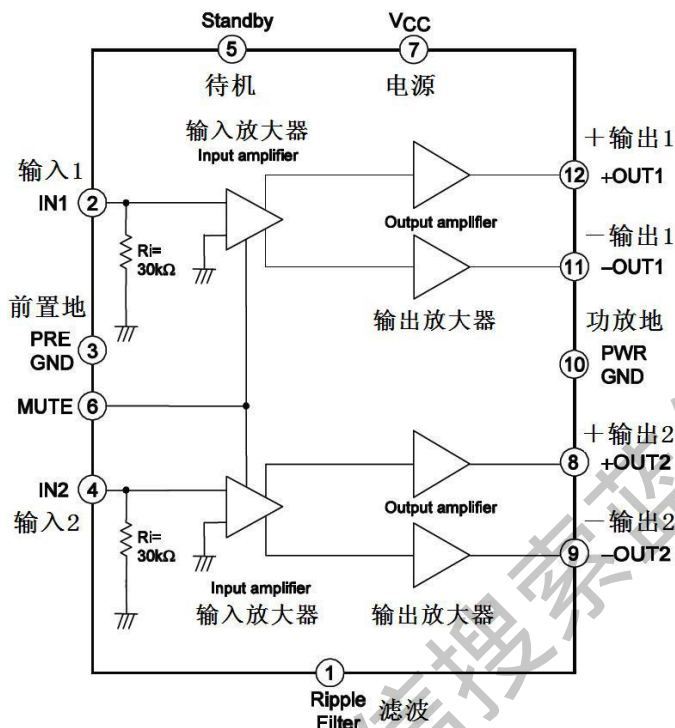 Standby
VCC
5
7
待机
电源
输入放大器
Input amplifier
+输出1
12
+OUT1
输入1
IN1
2
Output amplifier
Ri=
30kΩ
-输出1
11
-OUT1
前置地
PRE
GND
3
输出放大器
功放地
PWR
GND
10
MUTE
6
+输出2
8
+OUT2
IN2
4
输入2
Output amplifier
Ri=
30kΩ
-输出2
9
-OUT2
Input amplifier
输入放大器
输出放大器
1
Ripple
Filter
滤波
信搜索蓝